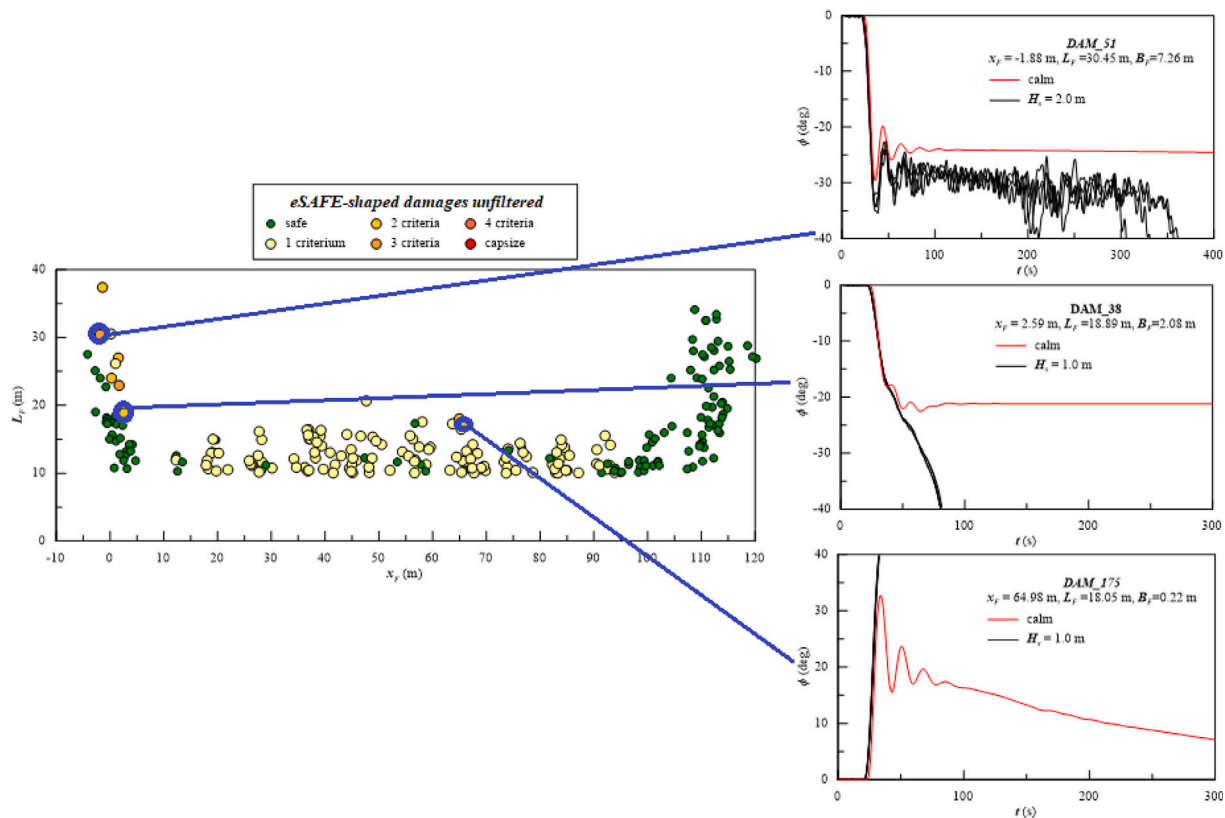 eSAFE-shaped damages unfiltered
safe
2 criteria
4 criteria
1 criterium
3 criteria
capsize
40
30
20
10
0
L_F (m)
-10 0 10 20 30 40 50 60 70 80 90 100 110 120
x_F (m)
0
-10
-20
-30
-40
ϕ (deg)
DAM_51
x_F = -1.88 m, L_F =30.45 m, B_F=7.26 m
calm
H_s = 2.0 m
0 100 200 300 400
t (s)
0
-10
-20
-30
-40
ϕ (deg)
DAM_38
x_F = 2.59 m, L_F =18.89 m, B_F=2.08 m
calm
H_s = 1.0 m
0 100 200 300
t (s)
40
30
20
10
0
ϕ (deg)
DAM_175
x_F = 64.98 m, L_F =18.05 m, B_F=0.22 m
calm
H_s = 1.0 m
0 100 200 300
t (s)